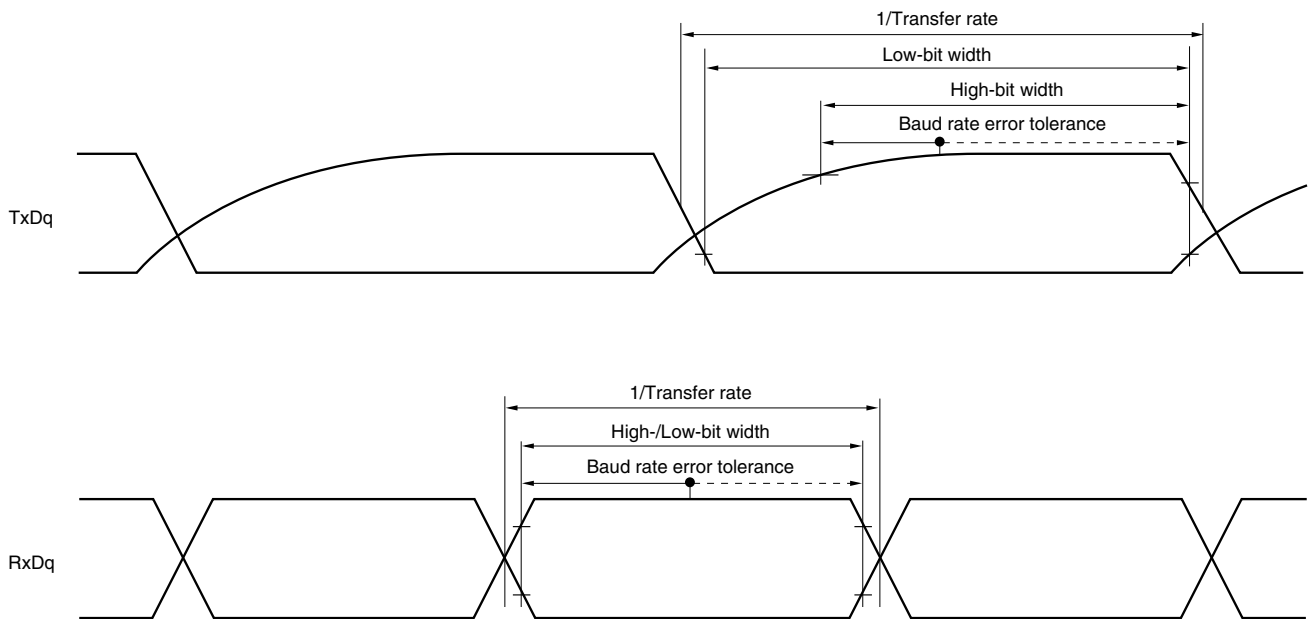 1/Transfer rate
Low-bit width
High-bit width
Baud rate error tolerance
TxDq
1/Transfer rate
High-/Low-bit width
Baud rate error tolerance
RxDq